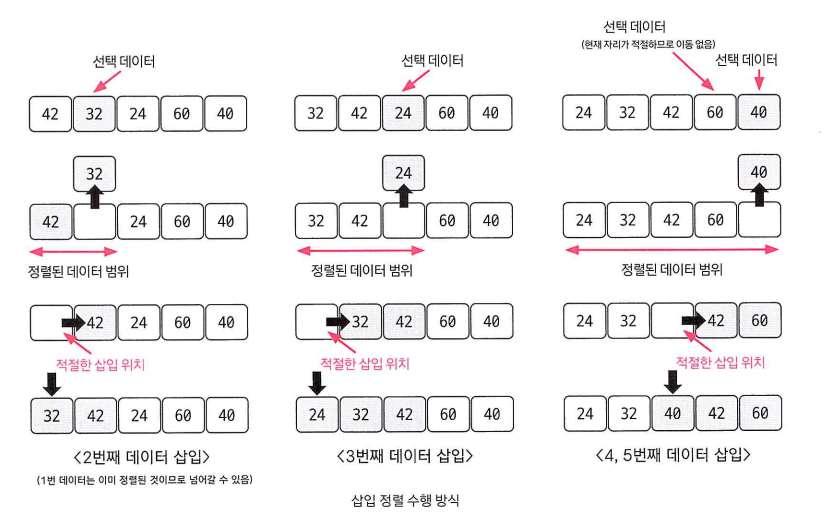 선택 데이터
42 32 24 60 40
32
42 24 60 40
정렬된 데이터 범위
42 24 60 40
적절한 삽입 위치
32 42 24 60 40
<2번째 데이터 삽입>
(1번 데이터는 이미 정렬된 것이므로 넘어갈 수 있음)
선택 데이터
32 42 24 60 40
24
32 42 60 40
정렬된 데이터 범위
32 42 60 40
적절한 삽입 위치
24 32 42 60 40
<3번째 데이터 삽입>
선택 데이터
(현재 자리가 적절하므로 이동 없음)
선택 데이터
24 32 42 60 40
40
24 32 42 60
정렬된 데이터 범위
24 32 42 60
적절한 삽입 위치
24 32 40 42 60
<4, 5번째 데이터 삽입>
삽입 정렬 수행 방식